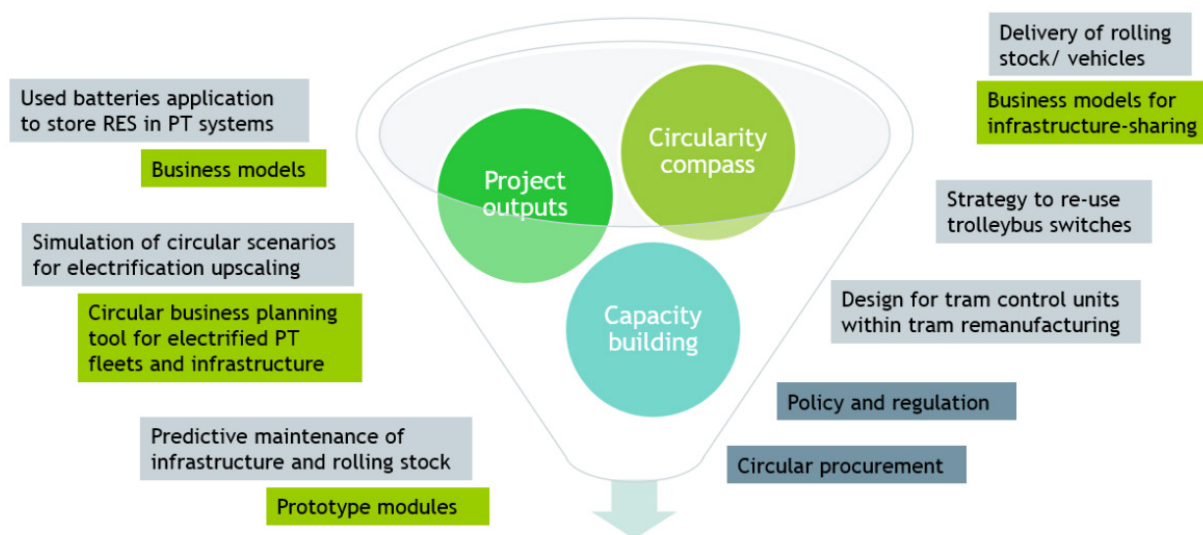 Used batteries application
to store RES in PT systems
Business models
Simulation of circular scenarios
for electrification upscaling
Circular business planning
tool for electrified PT
fleets and infrastructure
Predictive maintenance of
infrastructure and rolling stock
Prototype modules
Project
outputs
Circularity
compass
Capacity
building
Delivery of rolling
stock/ vehicles
Business models for
infrastructure-sharing
Strategy to re-use
trolleybus switches
Design for tram control units
within tram remanufacturing
Policy and regulation
Circular procurement